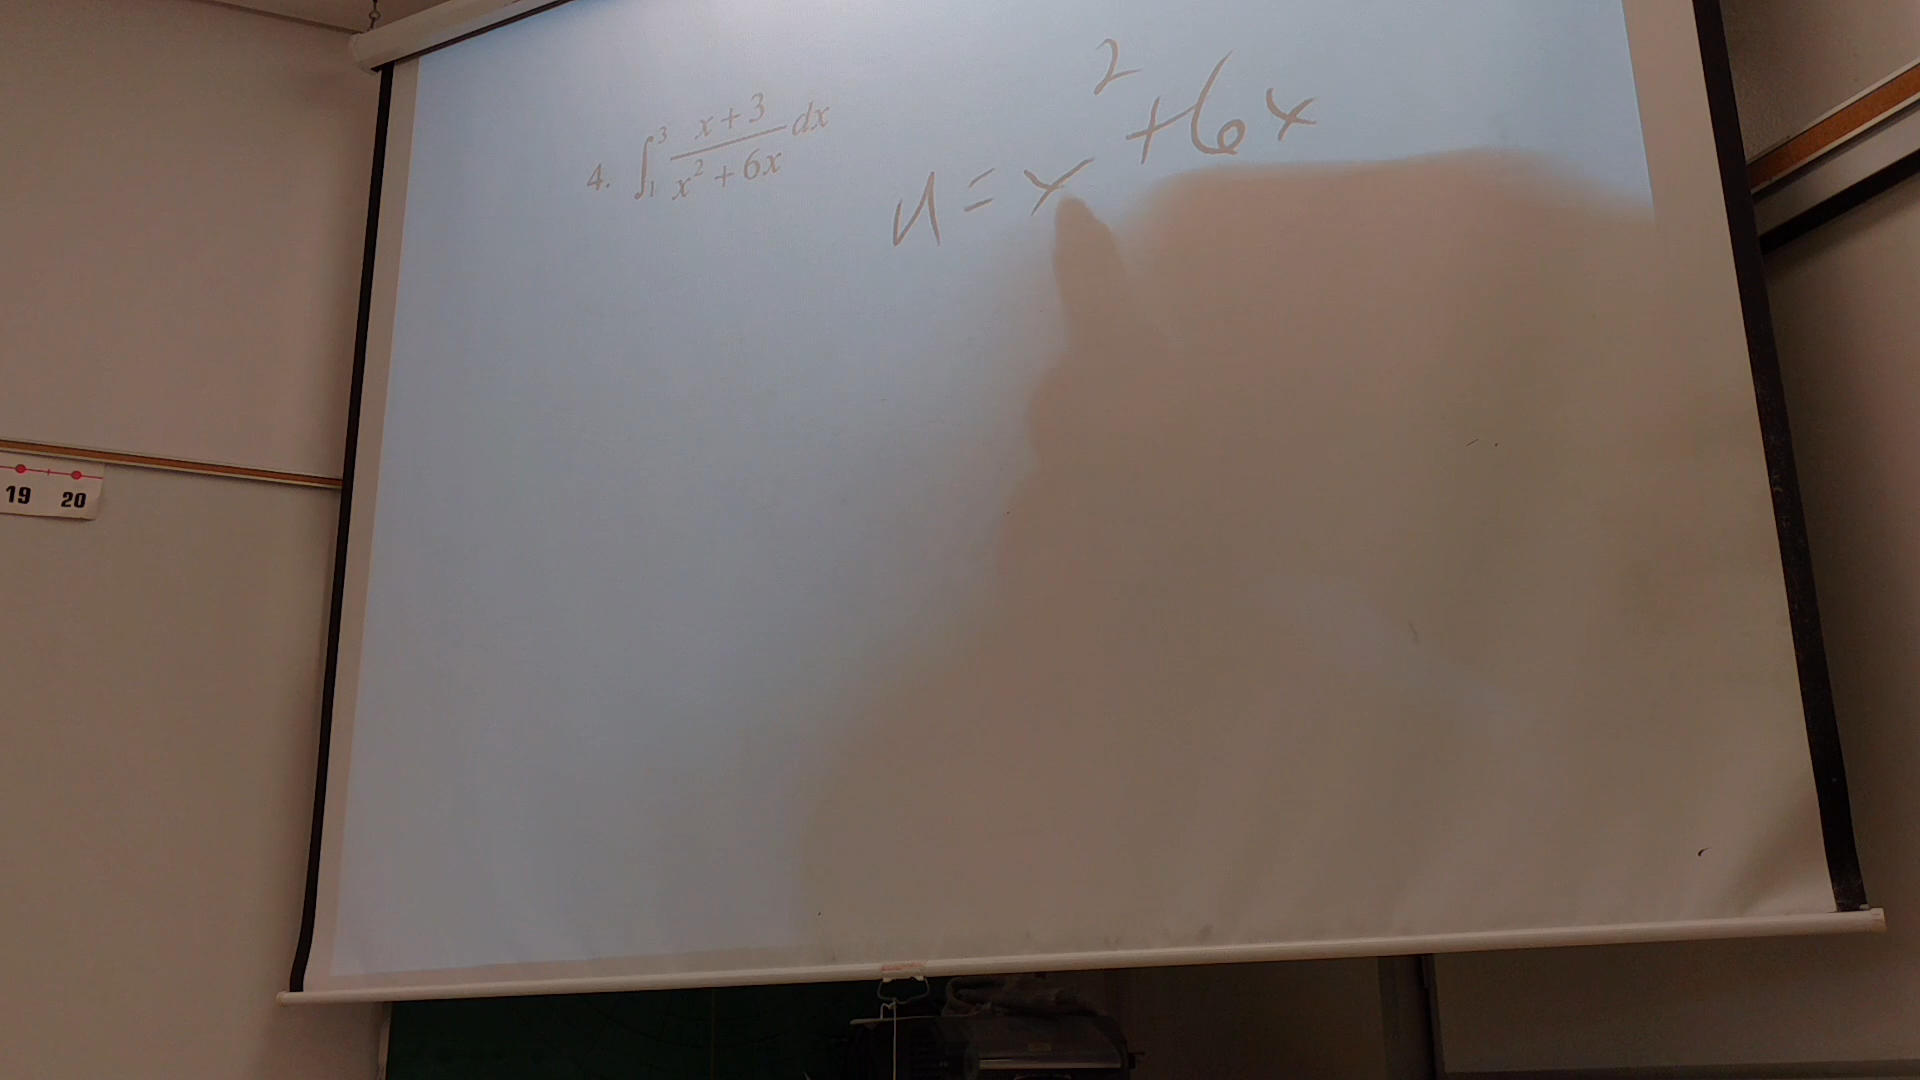 4. ∫₁³ (x + 3)/(x² + 6x) dx
u = x² + 6x
19 20